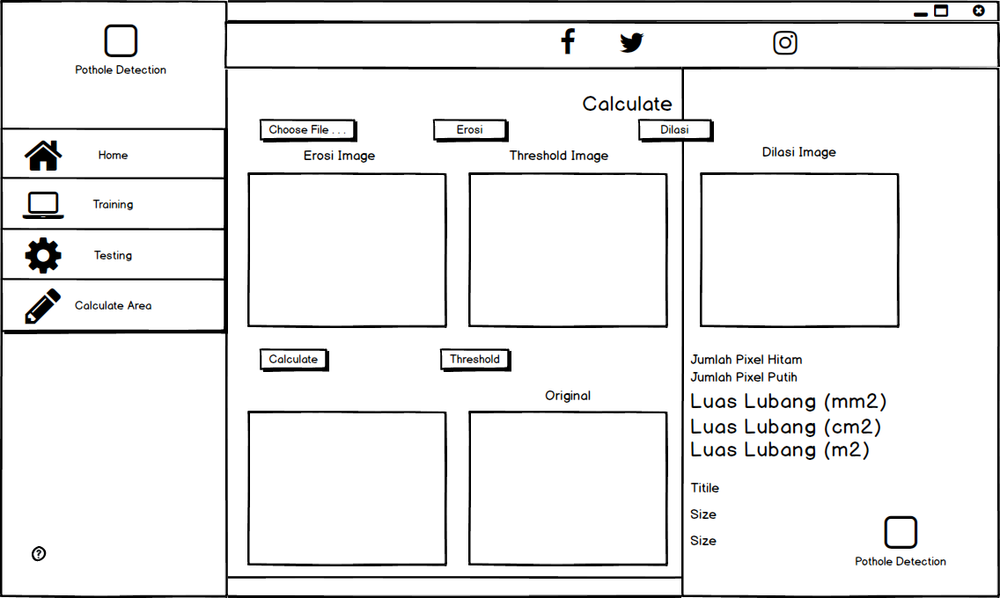 Pothole Detection
Home
Training
Testing
Calculate Area
?
Calculate
Choose File . . .
Erosi
Dilasi
Erosi Image
Threshold Image
Dilasi Image
Calculate
Threshold
Original
Jumlah Pixel Hitam
Jumlah Pixel Putih
Luas Lubang (mm2)
Luas Lubang (cm2)
Luas Lubang (m2)
Titile
Size
Size
Pothole Detection